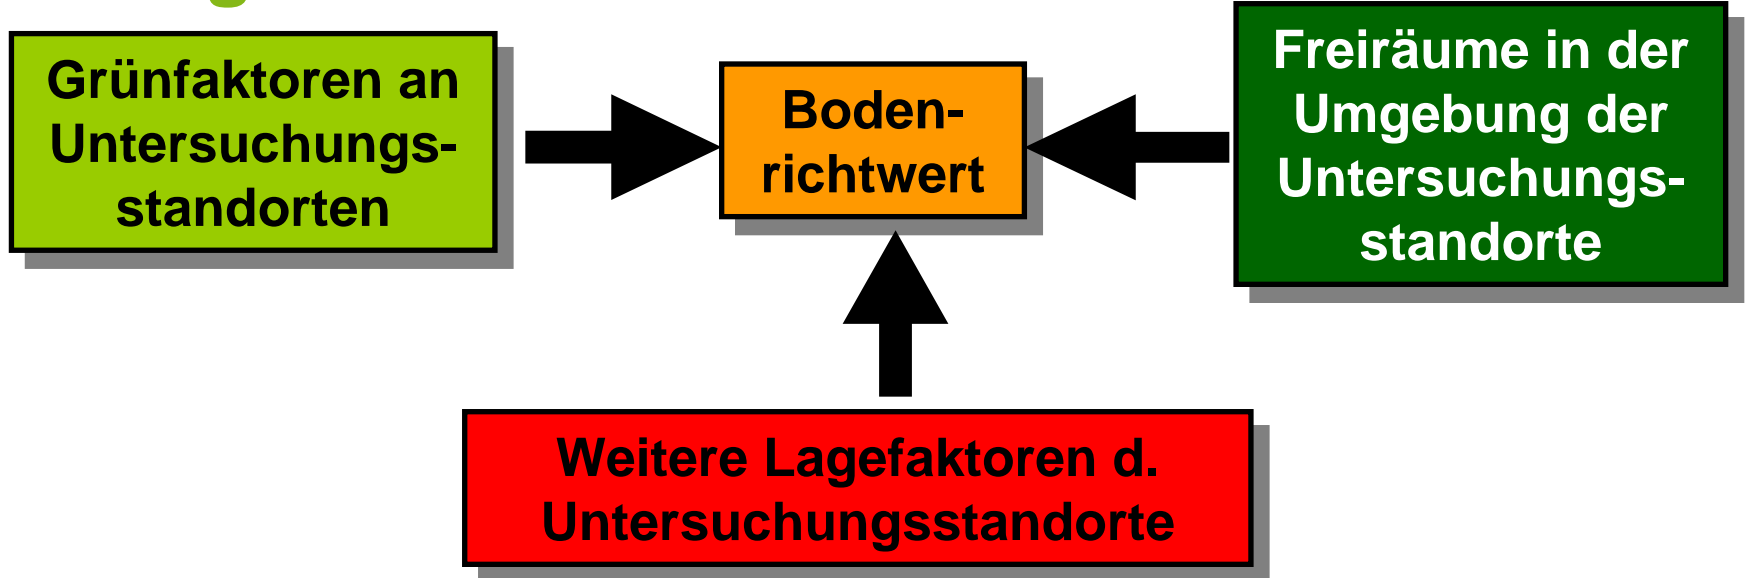 Grünfaktoren an
Untersuchungs-
standorten
Boden-
richtwert
Freiräume in der
Umgebung der
Untersuchungs-
standorte
Weitere Lagefaktoren d.
Untersuchungsstandorte